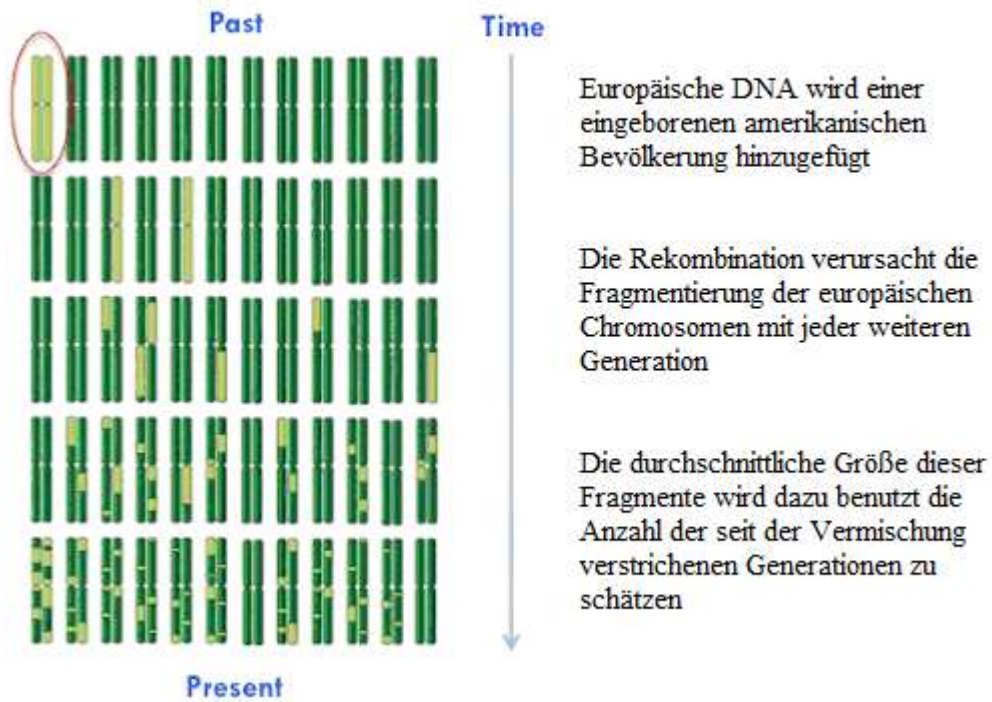 Past
Time
Europäische DNA wird einer
eingeborenen amerikanischen
Bevölkerung hinzugefügt
Die Rekombination verursacht die
Fragmentierung der europäischen
Chromosomen mit jeder weiteren
Generation
Die durchschnittliche Größe dieser
Fragmente wird dazu benutzt die
Anzahl der seit der Vermischung
verstrichenen Generationen zu
schätzen
Present